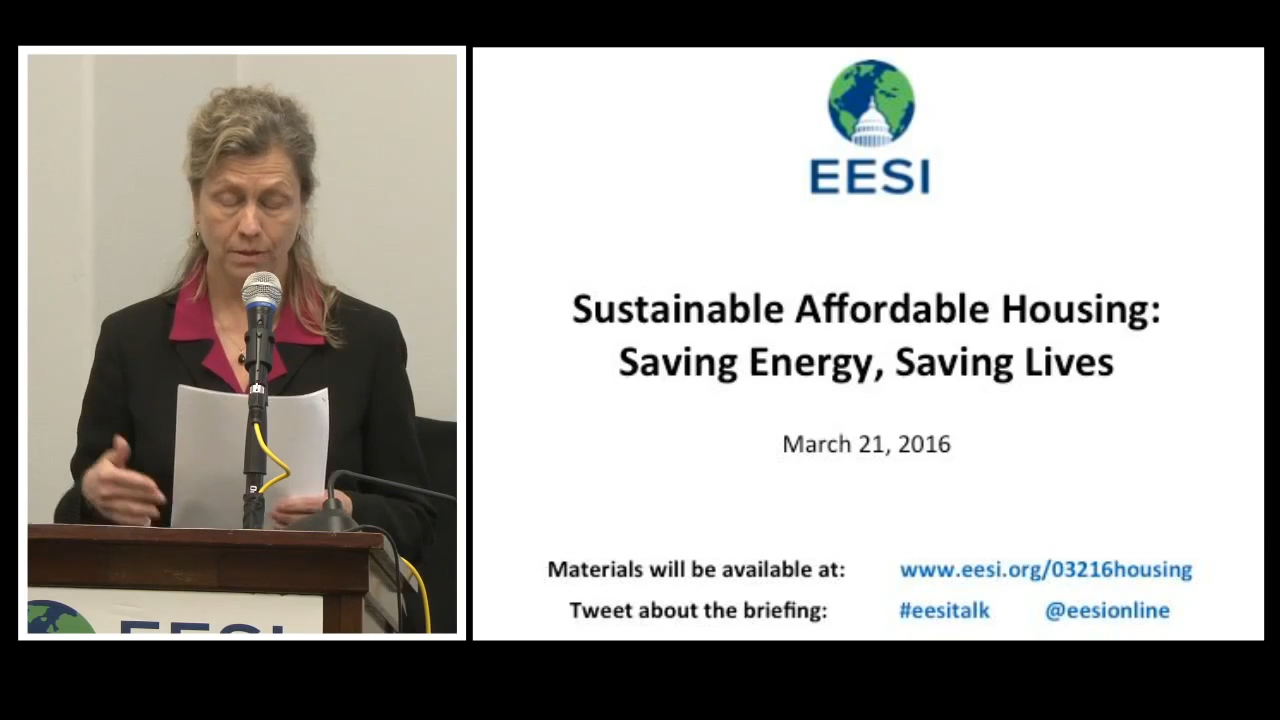 EESI
Sustainable Affordable Housing:
Saving Energy, Saving Lives
March 21, 2016
Materials will be available at: www.eesi.org/03216housing
Tweet about the briefing: #eesitalk @eesionline
EESI